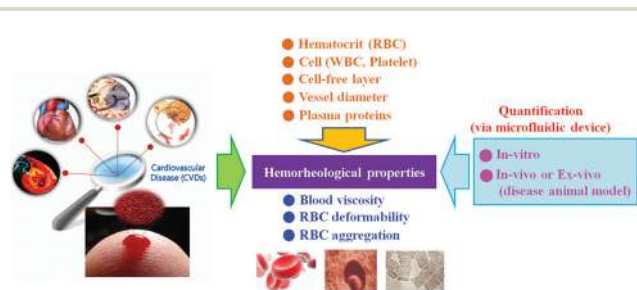 Hematocrit (RBC)
Cell (WBC, Platelet)
Cell-free layer
Vessel diameter
Plasma proteins
Cardiovascular
Disease (CVDs)
Hemorheological properties
Blood viscosity
RBC deformability
RBC aggregation
Quantification
(via microfluidic device)
In-vitro
In-vivo or Ex-vivo
(disease animal model)